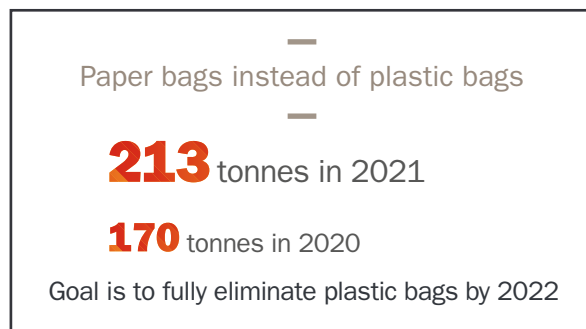 Paper bags instead of plastic bags
213 tonnes in 2021
170 tonnes in 2020
Goal is to fully eliminate plastic bags by 2022